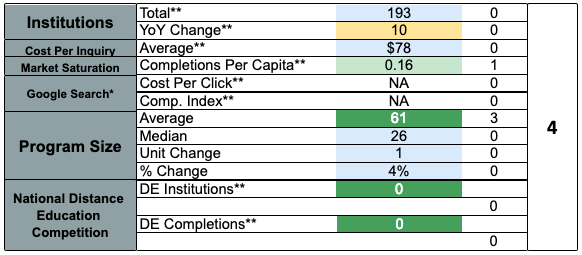 Institutions
Total** 193 0
YoY Change** 10 0
Cost Per Inquiry Average** $78 0
Market Saturation Completions Per Capita** 0.16 1
Google Search*
Cost Per Click** NA 0
Comp. Index** NA 0
Program Size
Average 61 3
Median 26 0
Unit Change 1 0
% Change 4% 0
National Distance
Education
Competition
DE Institutions** 0
0
DE Completions** 0
0
4